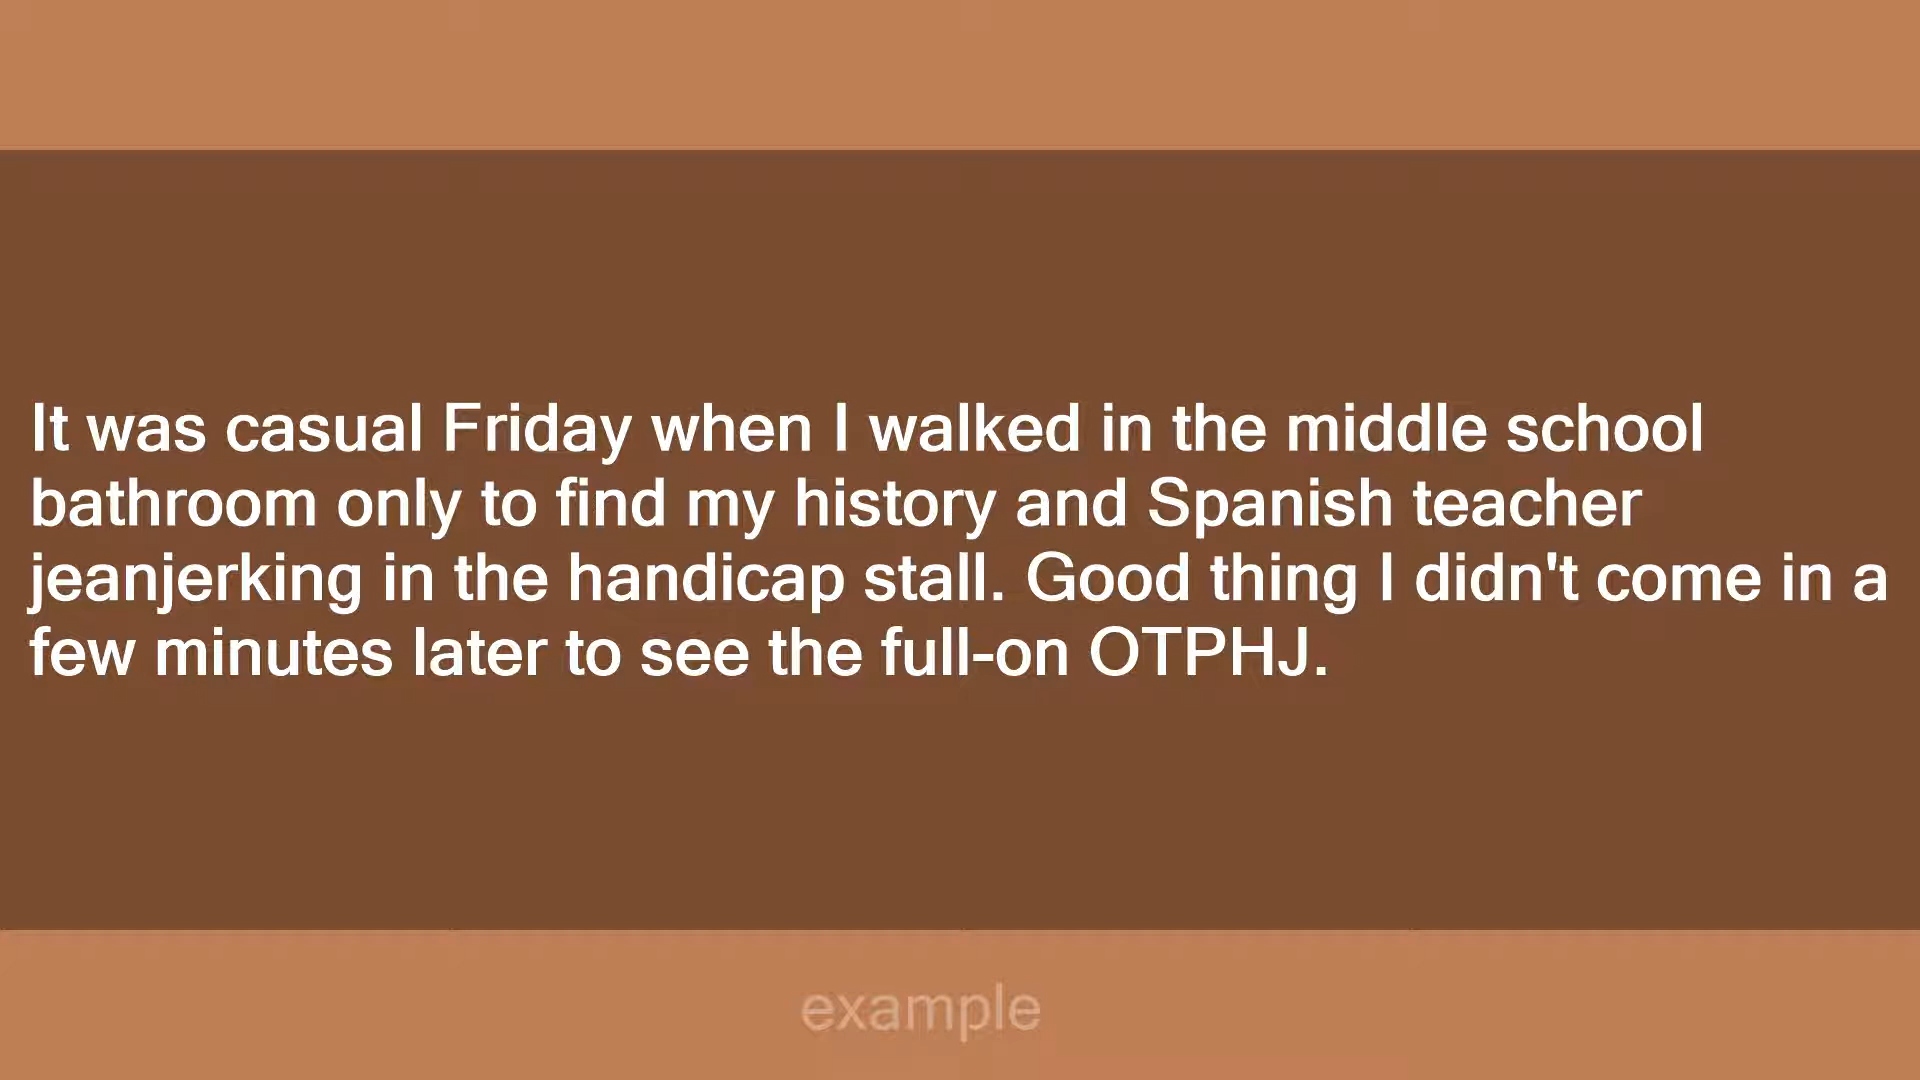 It was casual Friday when I walked in the middle school
bathroom only to find my history and Spanish teacher
jeanjerking in the handicap stall. Good thing I didn't come in a
few minutes later to see the full-on OTPHJ.
example